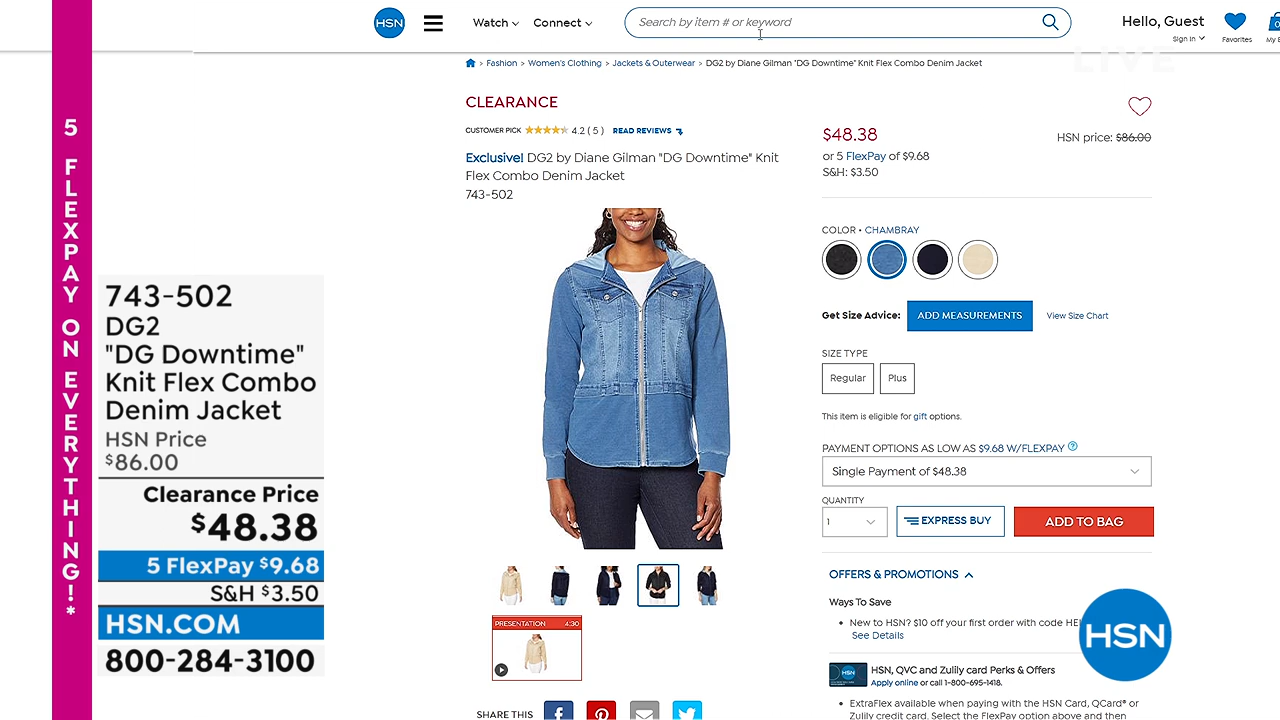 HSN
Watch
Connect
Search by item # or keyword
Hello, Guest
Sign In
Favorites
0
LIVE
> Fashion > Women's Clothing > Jackets & Outerwear > DG2 by Diane Gilman "DG Downtime" Knit Flex Combo Denim Jacket
5 FLEXPAY ON EVERYTHING!*
743-502
DG2
"DG Downtime"
Knit Flex Combo
Denim Jacket
HSN Price
$86.00
Clearance Price
$48.38
5 FlexPay $9.68
S&H $3.50
HSN.COM
800-284-3100
CLEARANCE
CUSTOMER PICK 4.2 ( 5 ) READ REVIEWS
Exclusive! DG2 by Diane Gilman "DG Downtime" Knit
Flex Combo Denim Jacket
743-502
PRESENTATION 4:30
SHARE THIS
$48.38
HSN price: $86.00
or 5 FlexPay of $9.68
S&H: $3.50
COLOR • CHAMBRAY
Get Size Advice: ADD MEASUREMENTS View Size Chart
SIZE TYPE
Regular Plus
This item is eligible for gift options.
PAYMENT OPTIONS AS LOW AS $9.68 W/FLEXPAY ?
Single Payment of $48.38
QUANTITY
1 EXPRESS BUY ADD TO BAG
OFFERS & PROMOTIONS
Ways To Save
• New to HSN? $10 off your first order with code
See Details
HSN
HSN, QVC and Zulily card Perks & Offers
Apply online or call 1-800-695-1418.
• ExtraFlex available when paying with the HSN Card, QCard® or
Zulily credit card. Select the FlexPay option above and then
HSN